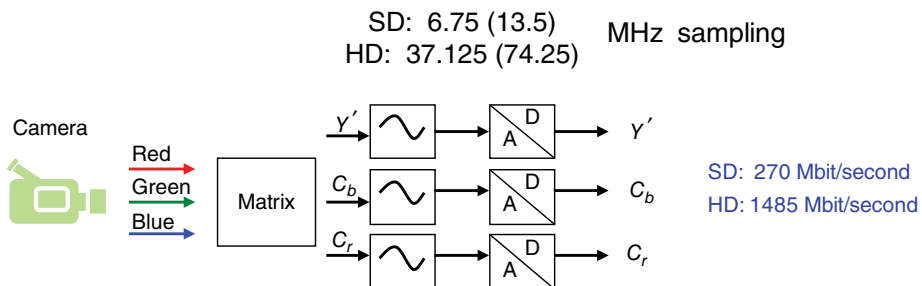 SD: 6.75 (13.5)
HD: 37.125 (74.25)
MHz sampling
Camera
Red
Green
Blue
Matrix
Y′
D
A
Y′
C_b
D
A
C_b
C_r
D
A
C_r
SD: 270 Mbit/second
HD: 1485 Mbit/second